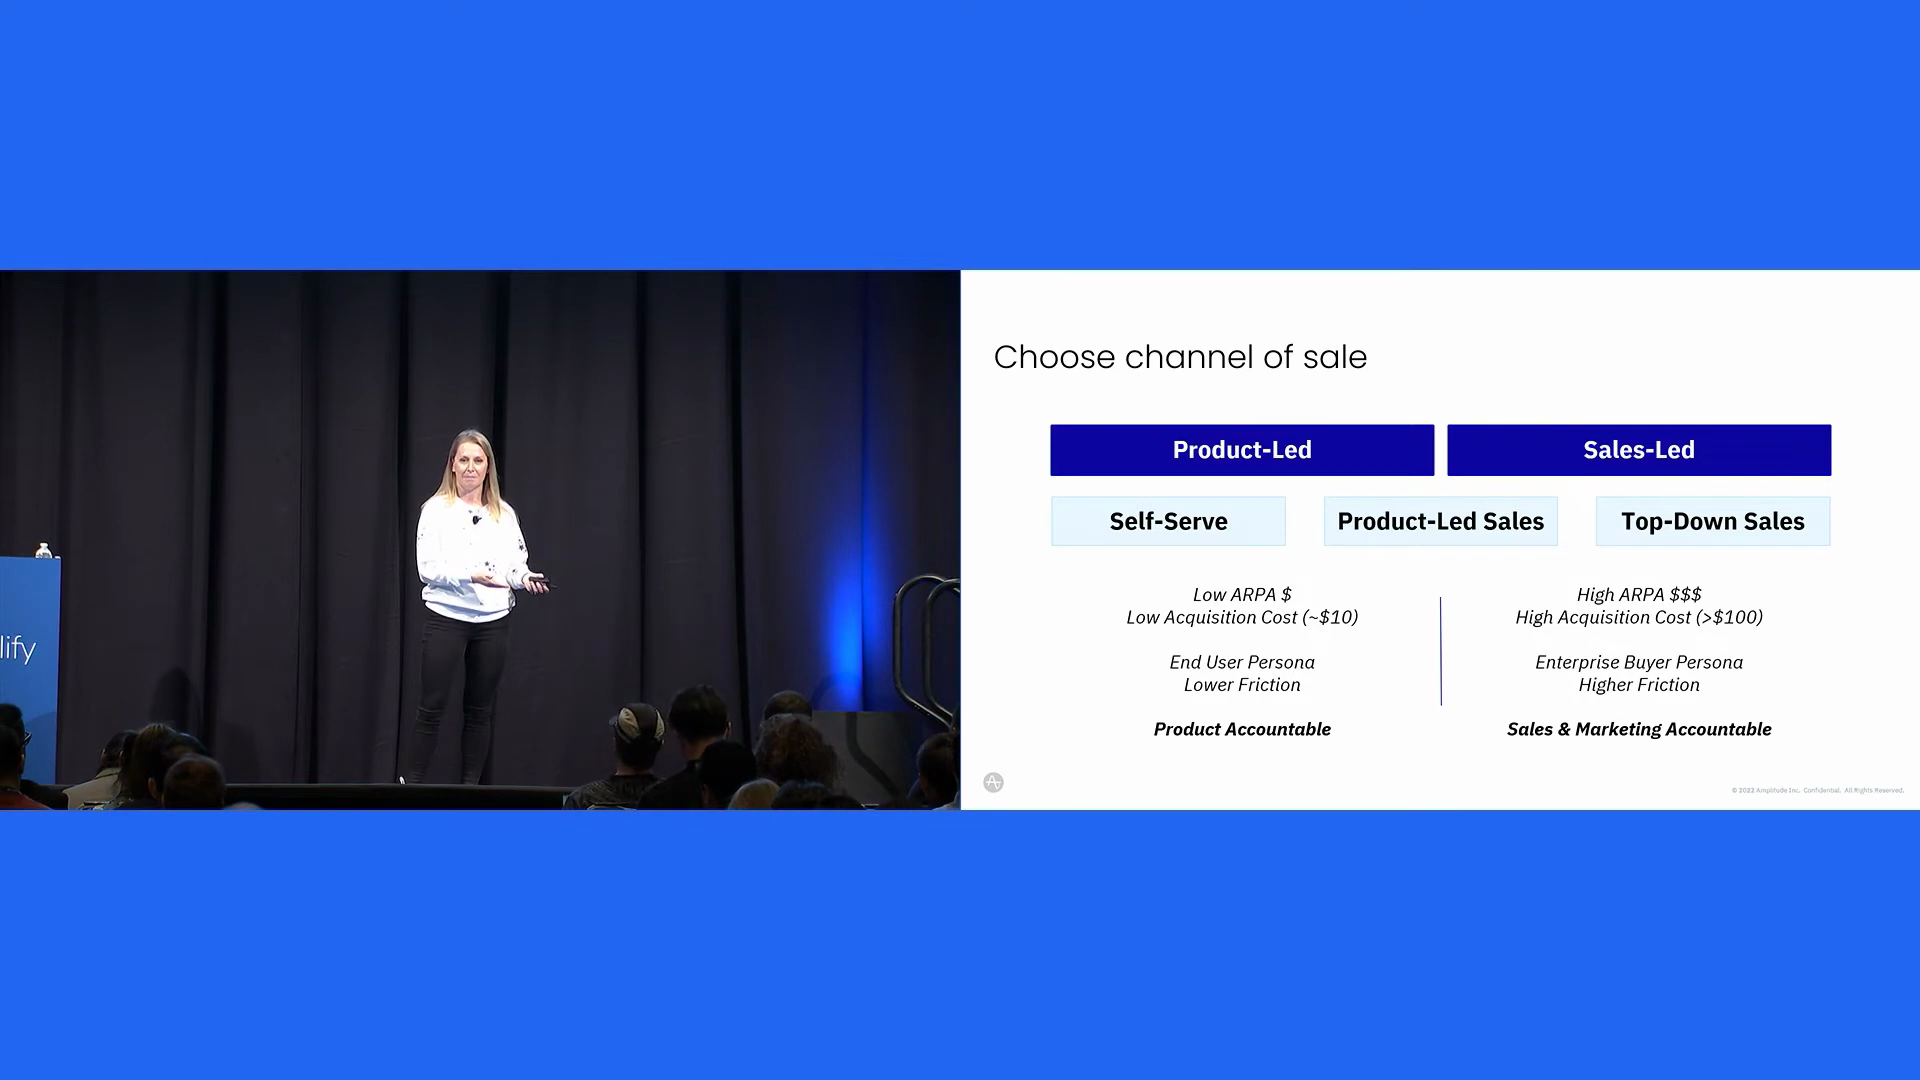 lify
Choose channel of sale
Product-Led
Sales-Led
Self-Serve
Product-Led Sales
Top-Down Sales
Low ARPA $
Low Acquisition Cost (~$10)
End User Persona
Lower Friction
Product Accountable
High ARPA $$$
High Acquisition Cost (>$100)
Enterprise Buyer Persona
Higher Friction
Sales & Marketing Accountable
© 2022 Amplitude Inc. Confidential. All Rights Reserved.